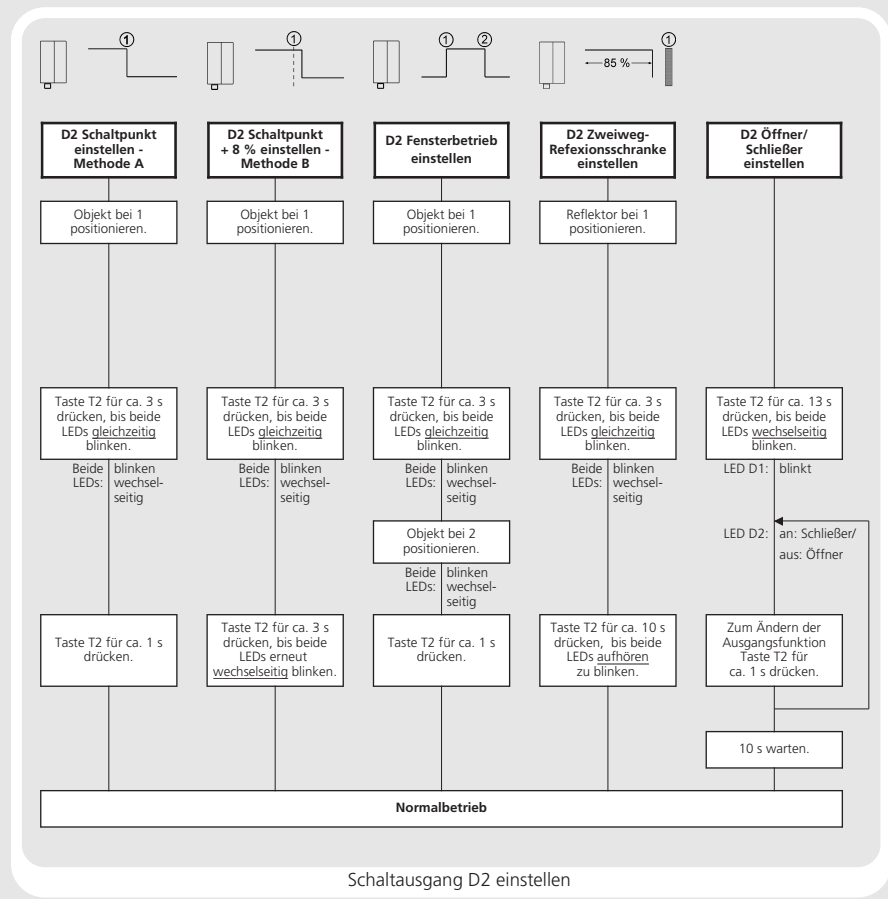 1
1
1 2
85 %
1
D2 Schaltpunkt
einstellen -
Methode A
D2 Schaltpunkt
+ 8 % einstellen -
Methode B
D2 Fensterbetrieb
einstellen
D2 Zweiweg-
Refexionsschranke
einstellen
D2 Öffner/
Schließer
einstellen
Objekt bei 1
positionieren.
Objekt bei 1
positionieren.
Objekt bei 1
positionieren.
Reflektor bei 1
positionieren.
Taste T2 für ca. 3 s
drücken, bis beide
LEDs gleichzeitig
blinken.
Taste T2 für ca. 3 s
drücken, bis beide
LEDs gleichzeitig
blinken.
Taste T2 für ca. 3 s
drücken, bis beide
LEDs gleichzeitig
blinken.
Taste T2 für ca. 3 s
drücken, bis beide
LEDs gleichzeitig
blinken.
Taste T2 für ca. 13 s
drücken, bis beide
LEDs wechselseitig
blinken.
Beide blinken
LEDs: wechsel-
seitig
Beide blinken
LEDs: wechsel-
seitig
Beide blinken
LEDs: wechsel-
seitig
Beide blinken
LEDs: wechsel-
seitig
LED D1: blinkt
Objekt bei 2
positionieren.
LED D2: an: Schließer/
aus: Öffner
Beide blinken
LEDs: wechsel-
seitig
Taste T2 für ca. 1 s
drücken.
Taste T2 für ca. 3 s
drücken, bis beide
LEDs erneut
wechselseitig blinken.
Taste T2 für ca. 1 s
drücken.
Taste T2 für ca. 10 s
drücken, bis beide
LEDs aufhören
zu blinken.
Zum Ändern der
Ausgangsfunktion
Taste T2 für
ca. 1 s drücken.
10 s warten.
Normalbetrieb
Schaltausgang D2 einstellen